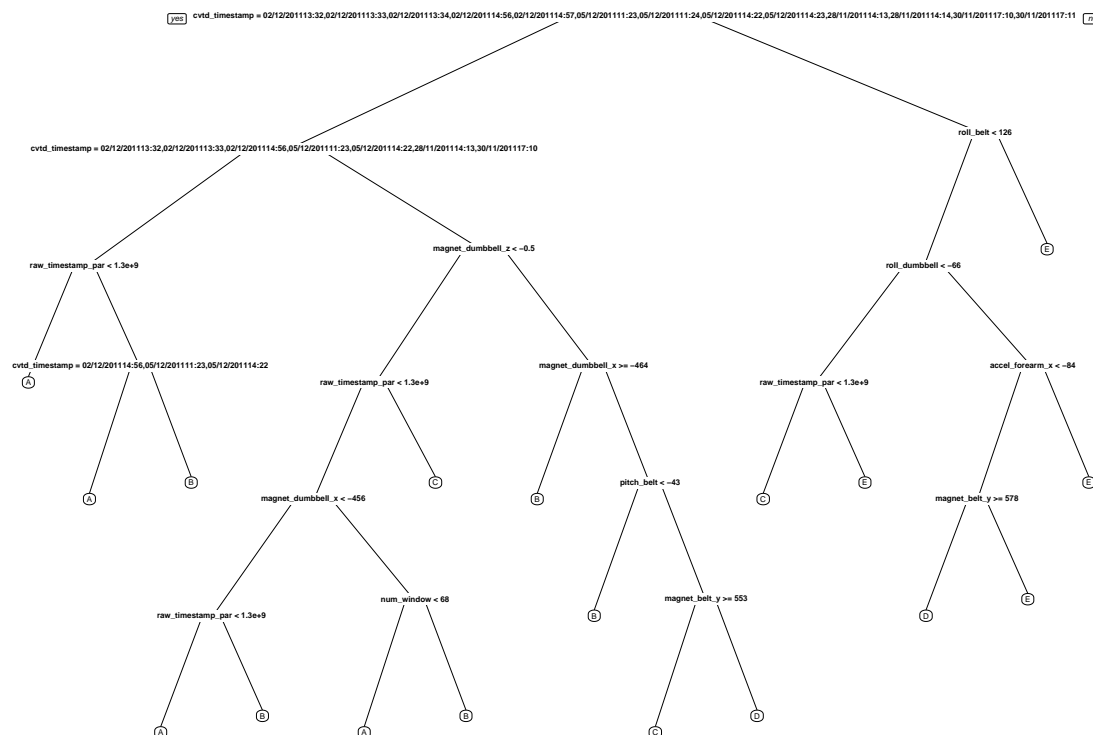 yes cvtd_timestamp = 02/12/201113:32,02/12/201113:33,02/12/201113:34,02/12/201114:56,02/12/201114:57,05/12/201111:23,05/12/201111:24,05/12/201114:22,05/12/201114:23,28/11/201114:13,28/11/201114:14,30/11/201117:10,30/11/201117:11
roll_belt < 126
cvtd_timestamp = 02/12/201113:32,02/12/201113:33,02/12/201114:56,05/12/201111:23,05/12/201114:22,28/11/201114:13,30/11/201117:10
magnet_dumbbell_z < −0.5
E
raw_timestamp_par < 1.3e+9
roll_dumbbell < −66
cvtd_timestamp = 02/12/201114:56,05/12/201111:23,05/12/201114:22
magnet_dumbbell_x >= −464
accel_forearm_x < −84
A
raw_timestamp_par < 1.3e+9
raw_timestamp_par < 1.3e+9
B
C
pitch_belt < −43
E
E
A
magnet_dumbbell_x < −456
B
C
magnet_belt_y >= 578
num_window < 68
magnet_belt_y >= 553
E
raw_timestamp_par < 1.3e+9
B
D
B
B
D
A
A
C